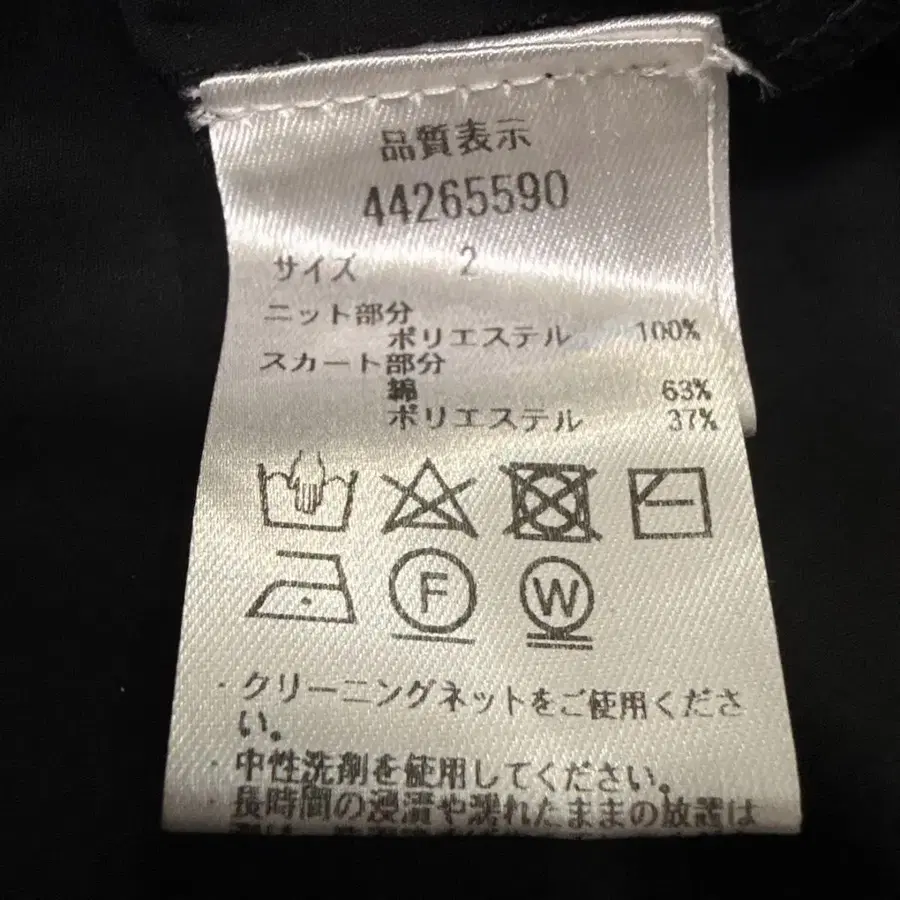 品質表示
44265590
サイズ 2
ニット部分
ポリエステル 100%
スカート部分
綿 63%
ポリエステル 37%
F W
・クリーニングネットをご使用くださ
い。
・中性洗剤を使用してください。
・長時間の浸漬や濡れたままの放置は